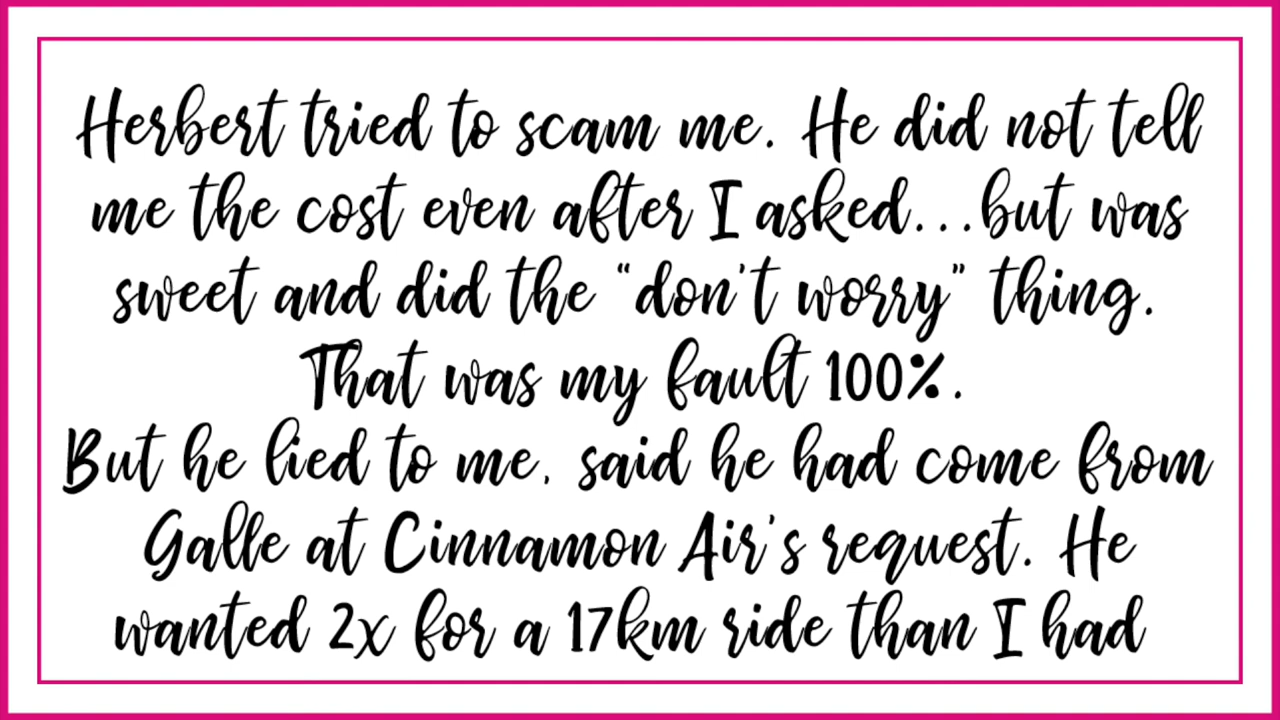 Herbert tried to scam me. He did not tell
me the cost even after I asked...but was
sweet and did the “don't worry” thing.
That was my fault 100%.
But he lied to me, said he had come from
Galle at Cinnamon Air's request. He
wanted 2x for a 17km ride than I had